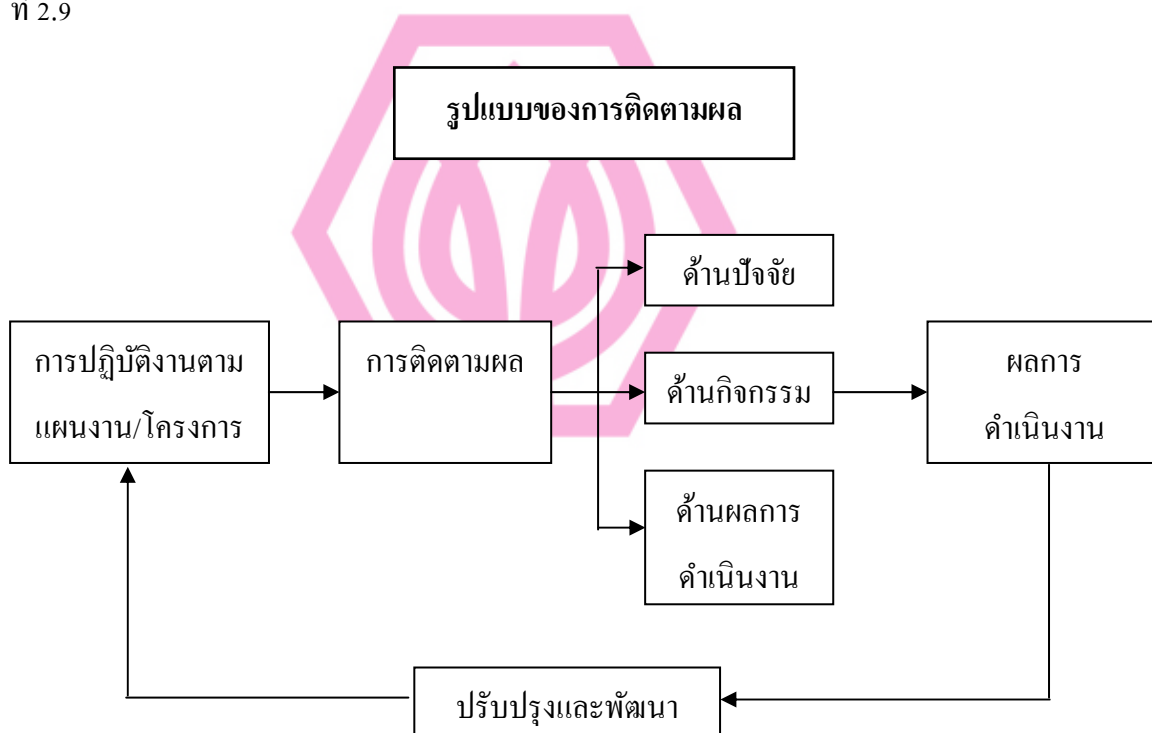 ที่ 2.9
รูปแบบของการติดตามผล
ด้านปัจจัย
การปฏิบัติงานตาม
แผนงาน/โครงการ
การติดตามผล
ด้านกิจกรรม
ผลการ
ดำเนินงาน
ด้านผลการ
ดำเนินงาน
ปรับปรุงและพัฒนา